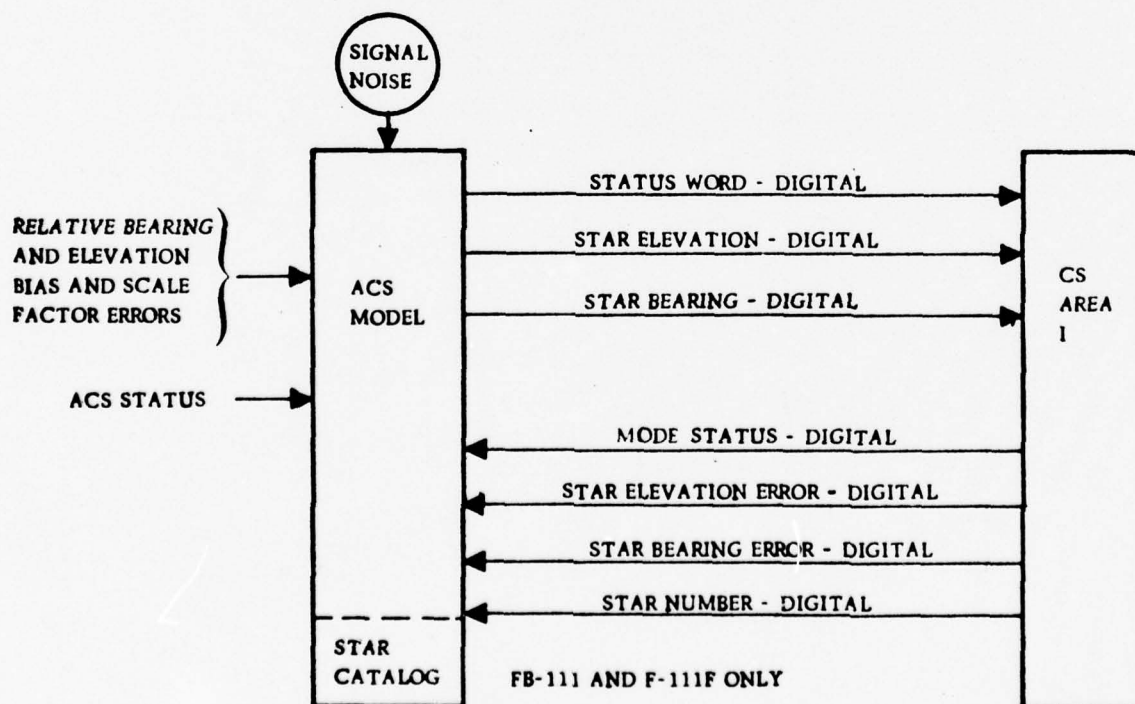 SIGNAL
NOISE
RELATIVE BEARING
AND ELEVATION
BIAS AND SCALE
FACTOR ERRORS
ACS STATUS
ACS
MODEL
STATUS WORD - DIGITAL
STAR ELEVATION - DIGITAL
STAR BEARING - DIGITAL
MODE STATUS - DIGITAL
STAR ELEVATION ERROR - DIGITAL
STAR BEARING ERROR - DIGITAL
STAR NUMBER - DIGITAL
CS
AREA
I
STAR
CATALOG
FB-111 AND F-111F ONLY